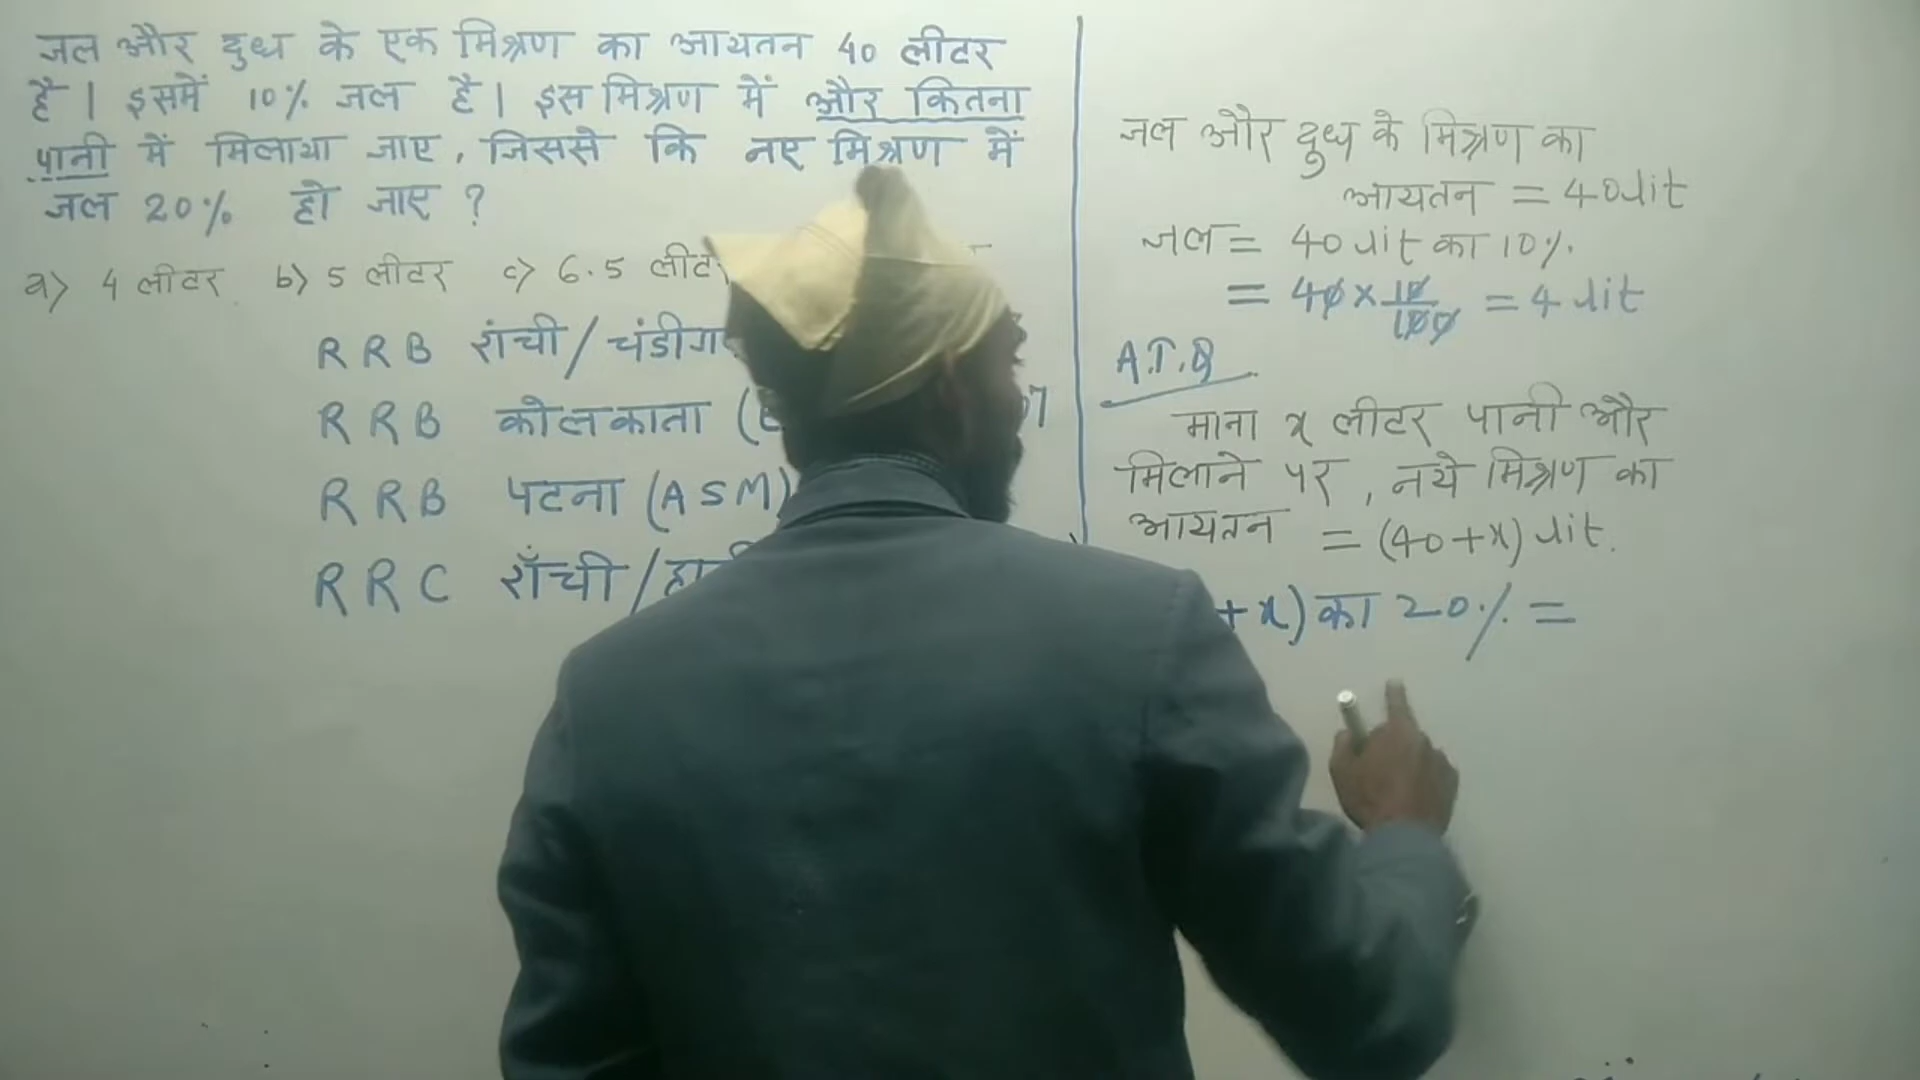 जल और दुध के एक मिश्रण का आयतन 40 लीटर
है। इसमें 10% जल है। इस मिश्रण में और कितना
पानी में मिलाया जाए, जिससे कि नए मिश्रण में
जल 20% हो जाए ?
a) 4 लीटर b) 5 लीटर c) 6.5
RRB रांची/
RRB कोलकाता (
RRB पटना (ASM)
RRC राँची/
जल और दुध के मिश्रण का
आयतन = 40 lit
जल = 40 lit का 10%
= 40 × 10/100 = 4 lit
A.T.Q
माना x लीटर पानी और
मिलाने पर, नये मिश्रण का
आयतन = (40+x) lit.
+ x) का 20% =